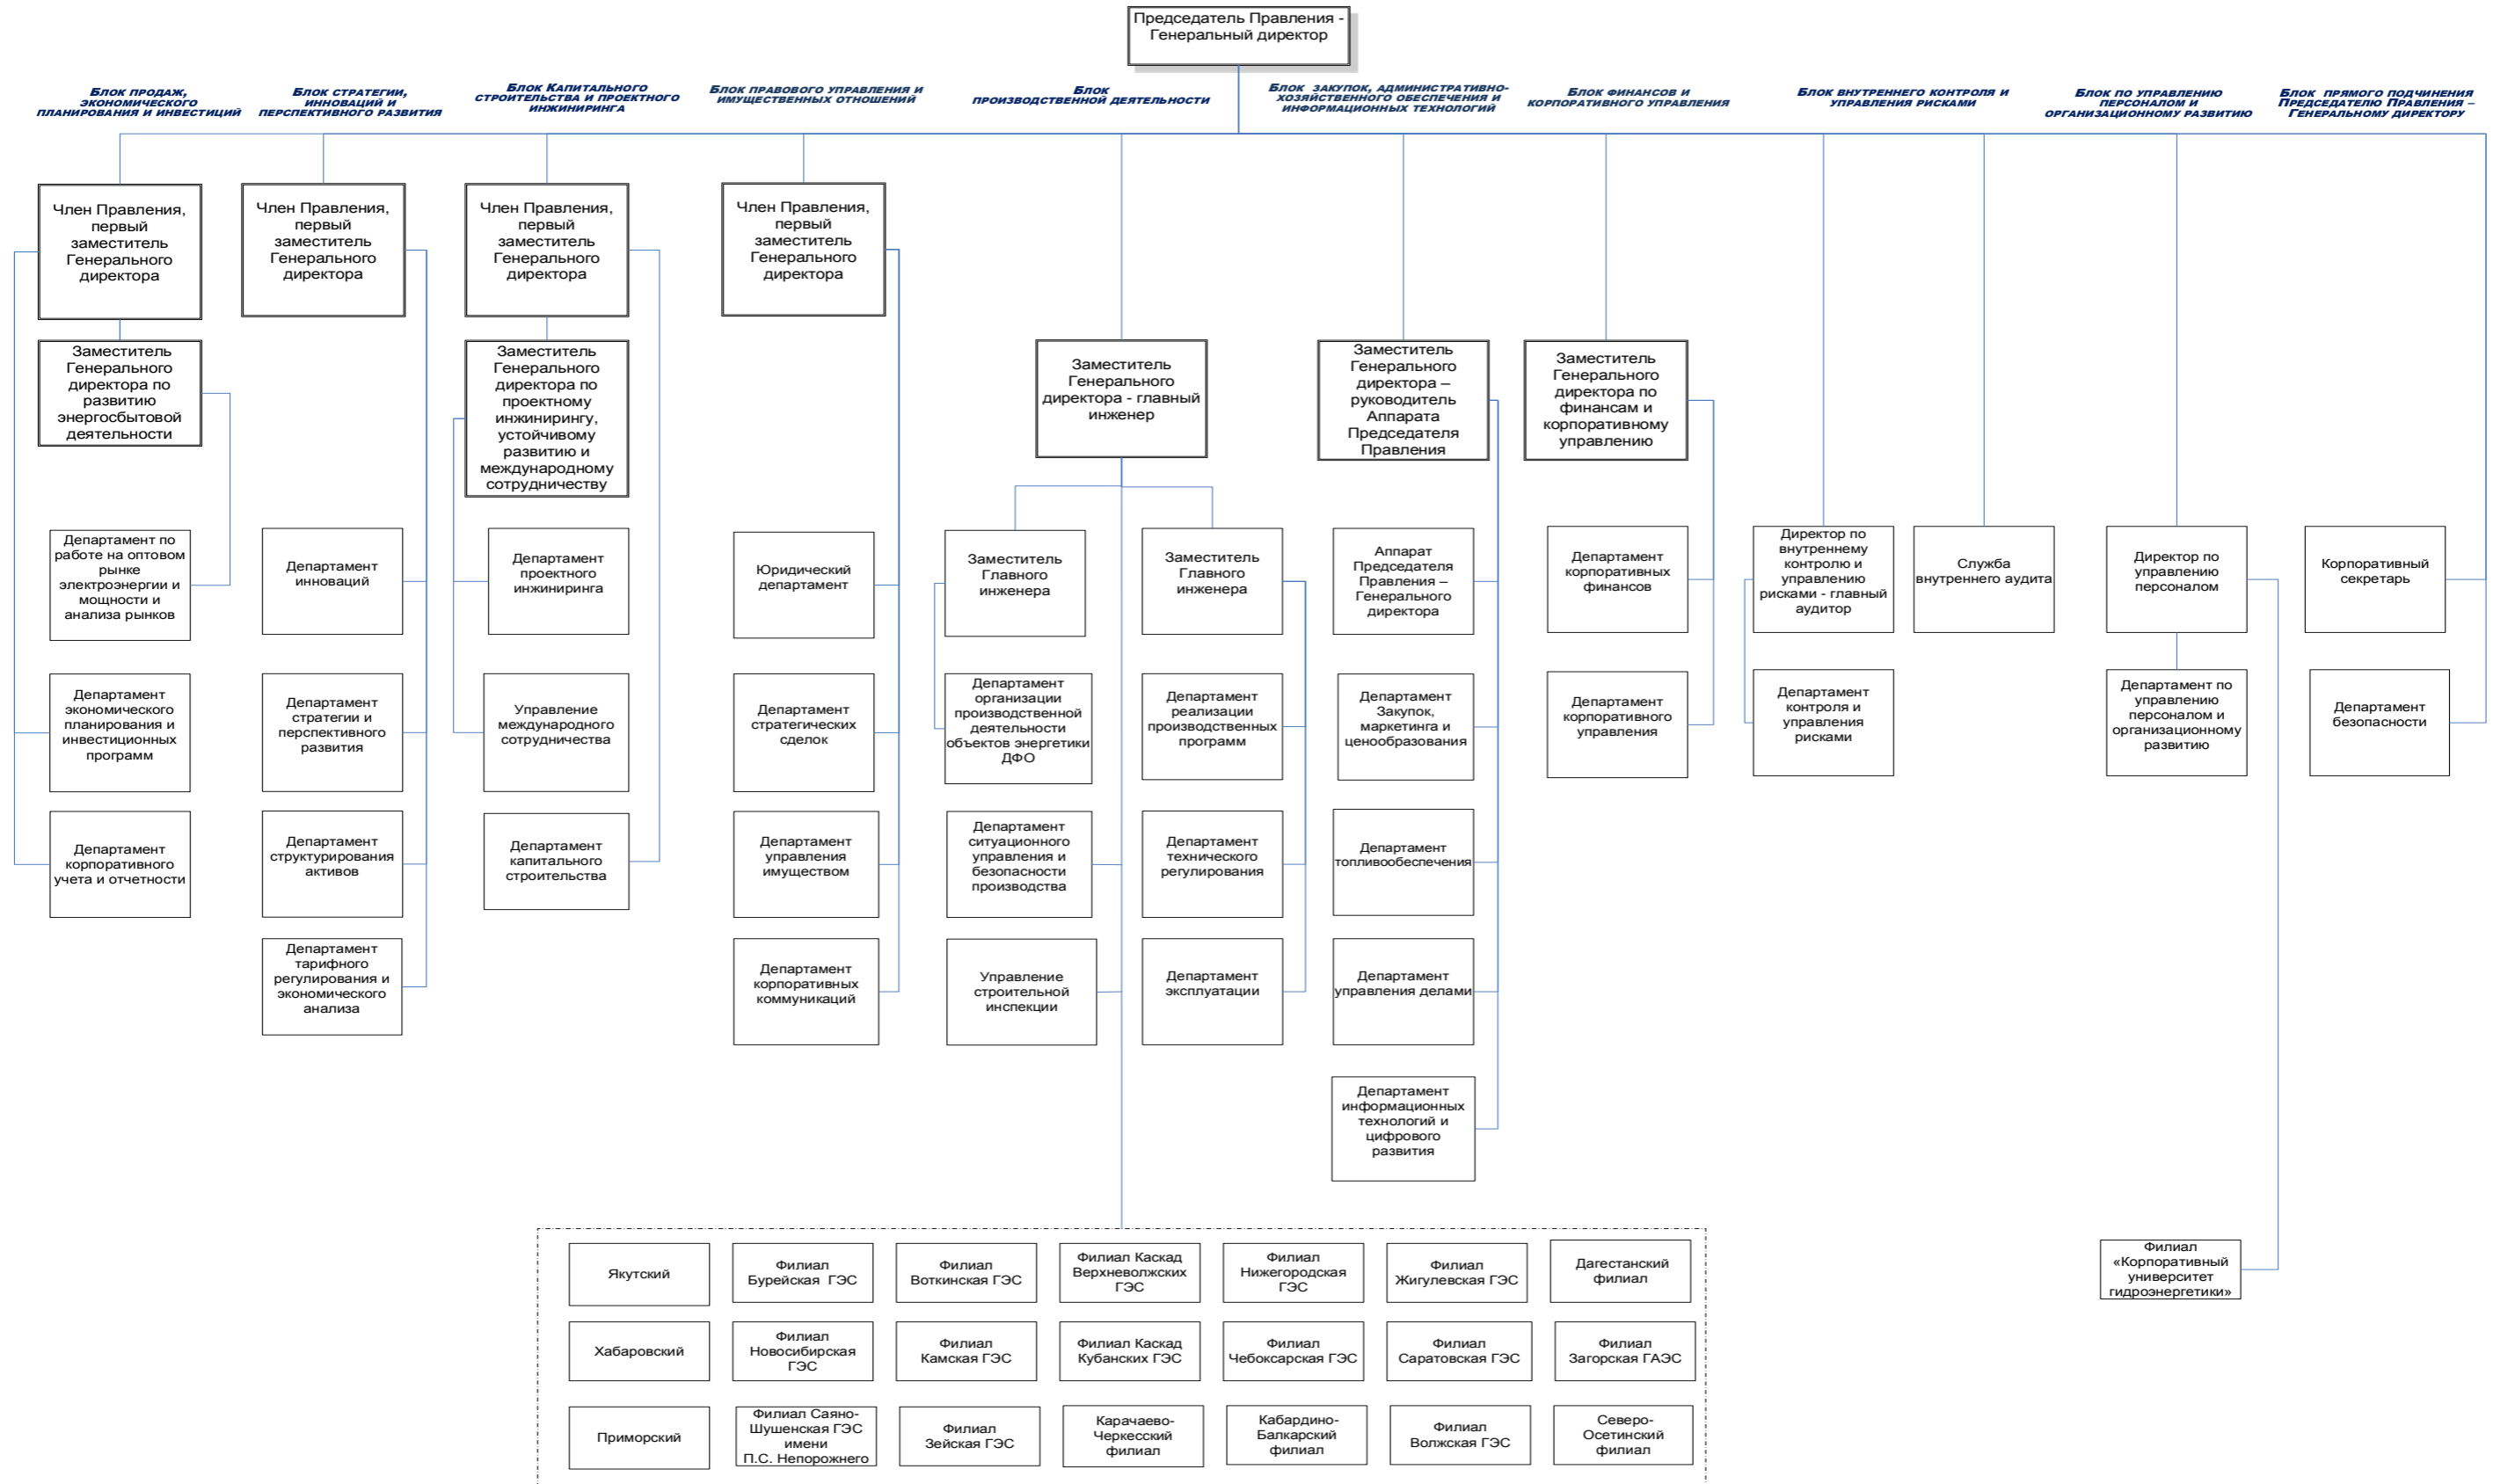 Председатель Правления -
Генеральный директор
Блок продаж,
экономического
планирования и инвестиций
Блок стратегии,
инноваций и
перспективного развития
Блок Капитального
строительства и проектного
инжиниринга
Блок правового управления и
имущественных отношений
Блок
производственной деятельности
Блок закупок, административно-
хозяйственного обеспечения и
информационных технологий
Блок финансов и
корпоративного управления
Блок внутреннего контроля и
управления рисками
Блок по управлению
персоналом и
организационному развитию
Блок прямого подчинения
Председателю Правления –
Генеральному директору
Член Правления,
первый
заместитель
Генерального
директора
Член Правления,
первый
заместитель
Генерального
директора
Член Правления,
первый
заместитель
Генерального
директора
Член Правления,
первый
заместитель
Генерального
директора
Заместитель
Генерального
директора по
развитию
энергосбытовой
деятельности
Заместитель
Генерального
директора по
проектному
инжинирингу,
устойчивому
развитию и
международному
сотрудничеству
Заместитель
Генерального
директора - главный
инженер
Заместитель
Генерального
директора –
руководитель
Аппарата
Председателя
Правления
Заместитель
Генерального
директора по
финансам и
корпоративному
управлению
Департамент по
работе на оптовом
рынке
электроэнергии и
мощности и
анализа рынков
Департамент
инноваций
Департамент
проектного
инжиниринга
Юридический
департамент
Заместитель
Главного
инженера
Заместитель
Главного
инженера
Аппарат
Председателя
Правления –
Генерального
директора
Департамент
корпоративных
финансов
Директор по
внутреннему
контролю и
управлению
рисками - главный
аудитор
Служба
внутреннего аудита
Директор по
управлению
персоналом
Корпоративный
секретарь
Департамент
экономического
планирования и
инвестиционных
программ
Департамент
стратегии и
перспективного
развития
Управление
международного
сотрудничества
Департамент
стратегических
сделок
Департамент
организации
производственной
деятельности
объектов энергетики
ДФО
Департамент
реализации
производственных
программ
Департамент
Закупок,
маркетинга и
ценообразования
Департамент
корпоративного
управления
Департамент
контроля и
управления
рисками
Департамент по
управлению
персоналом и
организационному
развитию
Департамент
безопасности
Департамент
корпоративного
учета и отчетности
Департамент
структурирования
активов
Департамент
капитального
строительства
Департамент
управления
имуществом
Департамент
ситуационного
управления и
безопасности
производства
Департамент
технического
регулирования
Департамент
топливообеспечения
Департамент
тарифного
регулирования и
экономического
анализа
Департамент
корпоративных
коммуникаций
Управление
строительной
инспекции
Департамент
эксплуатации
Департамент
управления делами
Департамент
информационных
технологий и
цифрового
развития
Якутский
Филиал
Бурейская ГЭС
Филиал
Воткинская ГЭС
Филиал Каскад
Верхневолжских
ГЭС
Филиал
Нижегородская
ГЭС
Филиал
Жигулевская ГЭС
Дагестанский
филиал
Филиал
«Корпоративный
университет
гидроэнергетики»
Хабаровский
Филиал
Новосибирская
ГЭС
Филиал
Камская ГЭС
Филиал Каскад
Кубанских ГЭС
Филиал
Чебоксарская ГЭС
Филиал
Саратовская ГЭС
Филиал
Загорская ГАЭС
Приморский
Филиал Саяно-
Шушенская ГЭС
имени
П.С. Непорожнего
Филиал
Зейская ГЭС
Карачаево-
Черкесский
филиал
Кабардино-
Балкарский
филиал
Филиал
Волжская ГЭС
Северо-
Осетинский
филиал